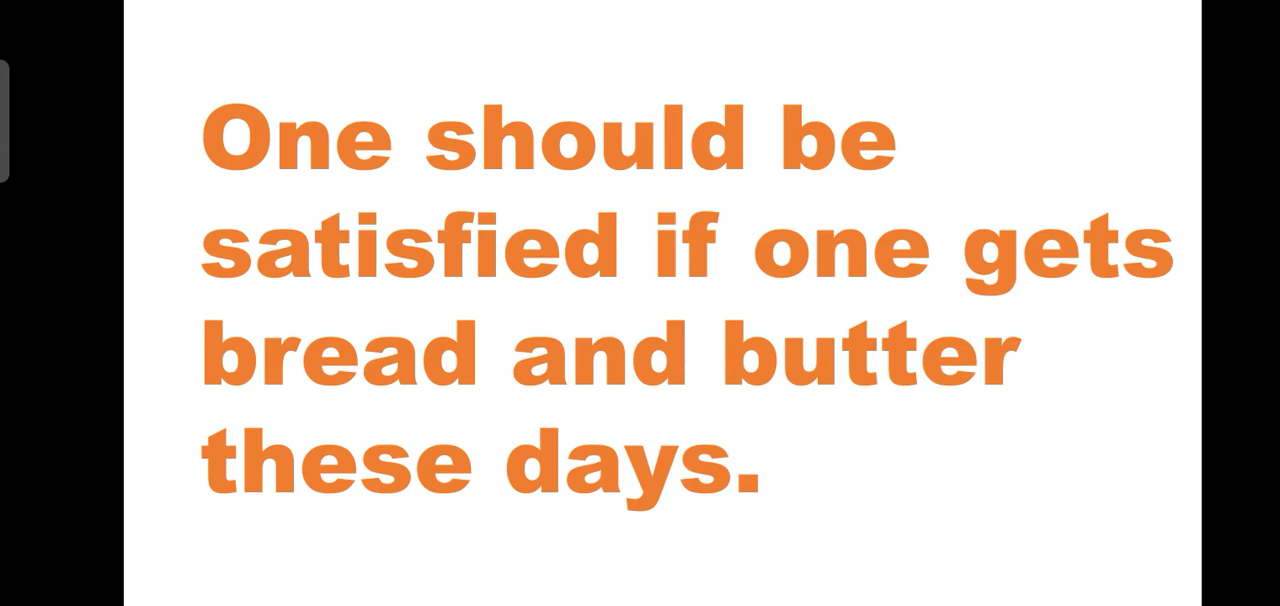 One should be
satisfied if one gets
bread and butter
these days.